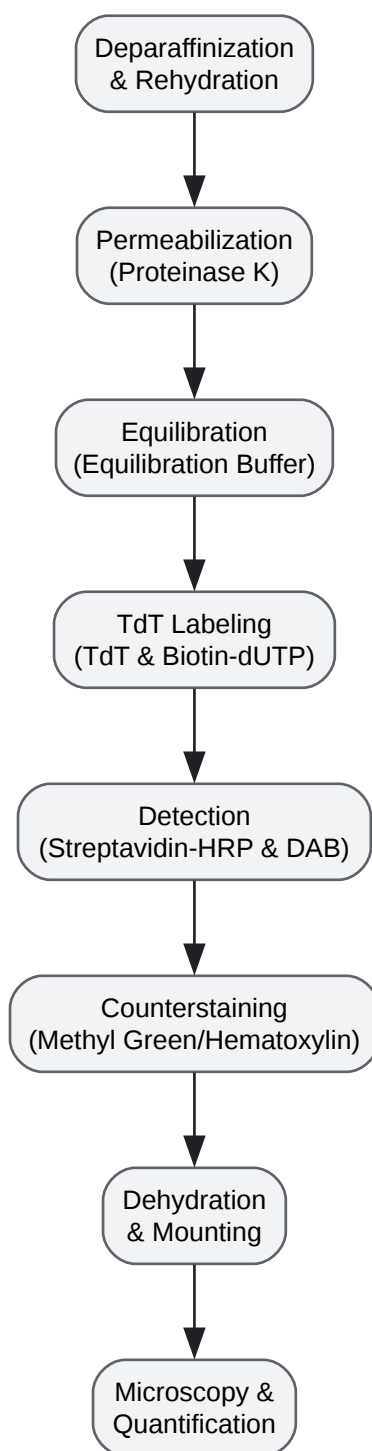 Deparaffinization
& Rehydration
Permeabilization
(Proteinase K)
Equilibration
(Equilibration Buffer)
TdT Labeling
(TdT & Biotin-dUTP)
Detection
(Streptavidin-HRP & DAB)
Counterstaining
(Methyl Green/Hematoxylin)
Dehydration
& Mounting
Microscopy &
Quantification